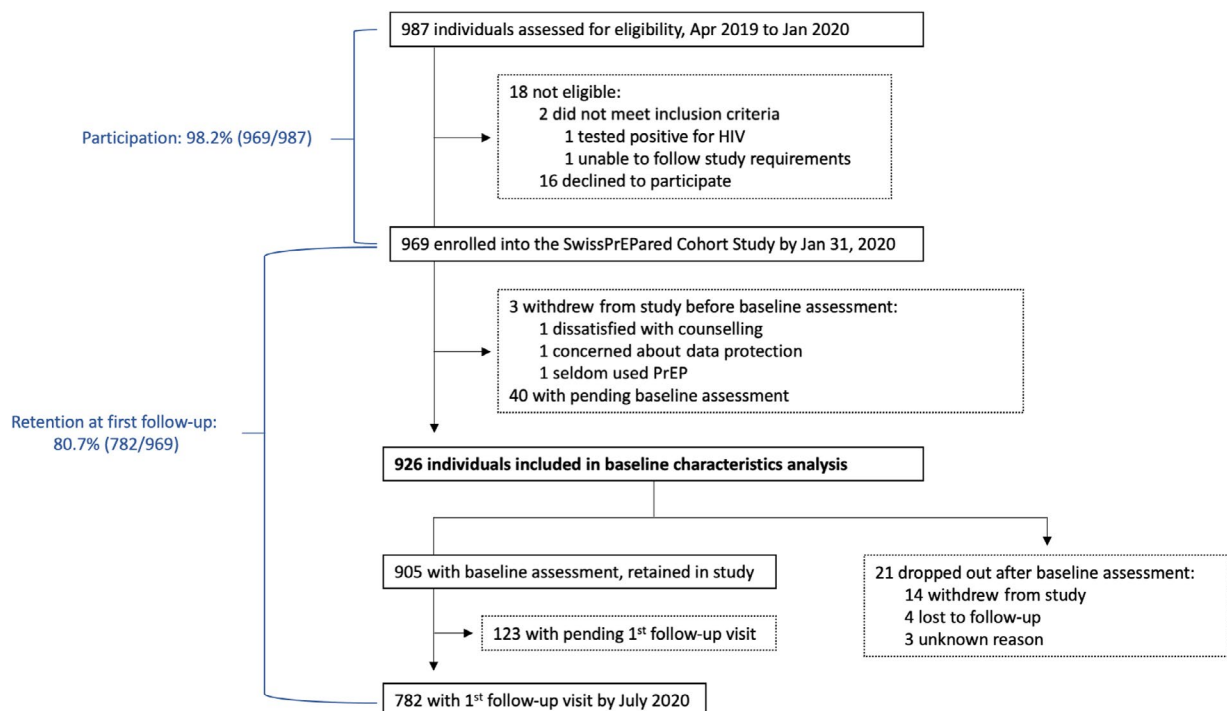 987 individuals assessed for eligibility, Apr 2019 to Jan 2020
18 not eligible:
2 did not meet inclusion criteria
1 tested positive for HIV
1 unable to follow study requirements
16 declined to participate
Participation: 98.2% (969/987)
969 enrolled into the SwissPrEPared Cohort Study by Jan 31, 2020
3 withdrew from study before baseline assessment:
1 dissatisfied with counselling
1 concerned about data protection
1 seldom used PrEP
40 with pending baseline assessment
Retention at first follow-up:
80.7% (782/969)
926 individuals included in baseline characteristics analysis
905 with baseline assessment, retained in study
21 dropped out after baseline assessment:
14 withdrew from study
4 lost to follow-up
3 unknown reason
123 with pending 1st follow-up visit
782 with 1st follow-up visit by July 2020